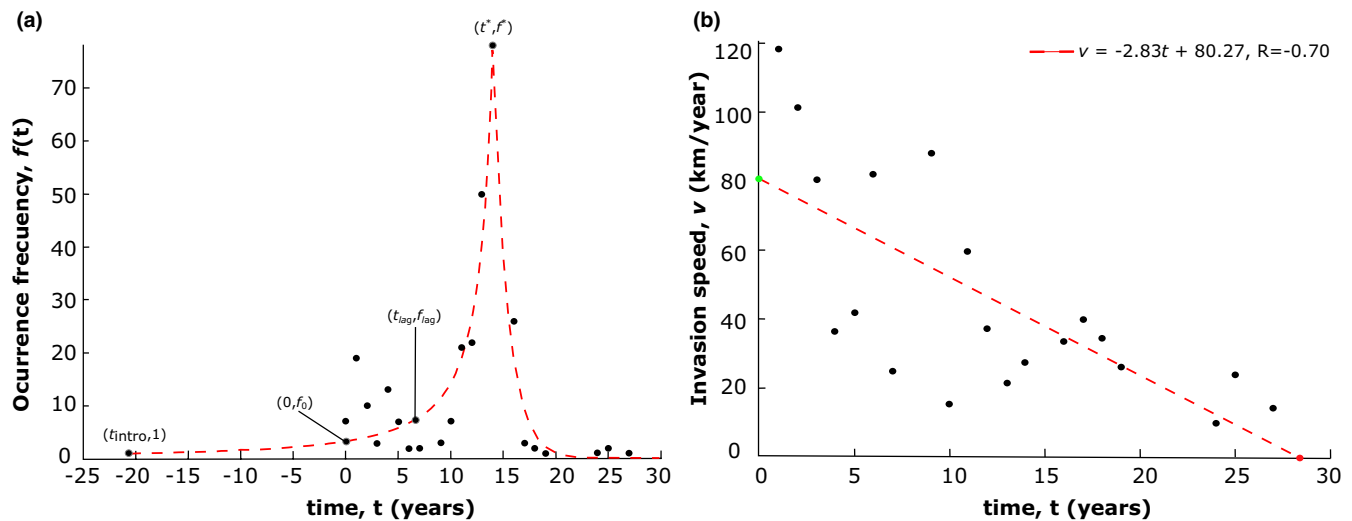 (a)
(t*,f*)
Ocurrence frecuency, f(t)
70
60
50
40
30
20
10
0
(t_lag,f_lag)
(0,f_0)
(t_intro,1)
-25 -20 -15 -10 -5 0 5 10 15 20 25 30
time, t (years)
(b)
v = -2.83t + 80.27, R=-0.70
Invasion speed, v (km/year)
120
100
80
60
40
20
0
0 5 10 15 20 25 30
time, t (years)